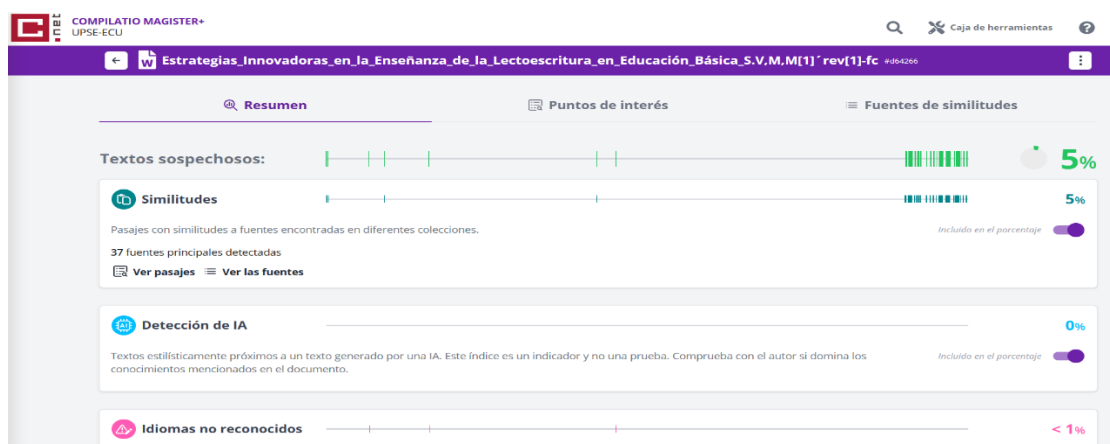 C .net
COMPILATIO MAGISTER+
UPSE-ECU
Caja de herramientas
Estrategias_Innovadoras_en_la_Enseñanza_de_la_Lectoescritura_en_Educación_Básica_S.V,M,M[1]´rev[1]-fc #d64266
Resumen
Puntos de interés
Fuentes de similitudes
Textos sospechosos:
5%
Similitudes
5%
Pasajes con similitudes a fuentes encontradas en diferentes colecciones.
Incluido en el porcentaje
37 fuentes principales detectadas
Ver pasajes
Ver las fuentes
AI
Detección de IA
0%
Textos estilísticamente próximos a un texto generado por una IA. Este índice es un indicador y no una prueba. Comprueba con el autor si domina los
conocimientos mencionados en el documento.
Incluido en el porcentaje
Idiomas no reconocidos
< 1%